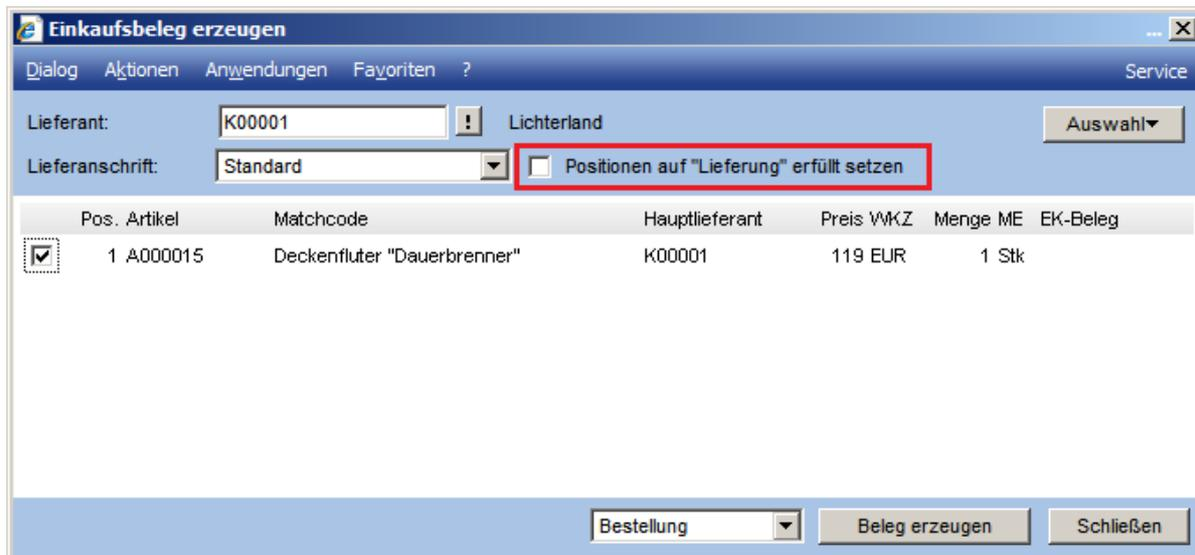 Einkaufsbeleg erzeugen
Dialog Aktionen Anwendungen Favoriten ? Service
Lieferant: K00001 ! Lichterland Auswahl
Lieferanschrift: Standard Positionen auf "Lieferung" erfüllt setzen
Pos. Artikel Matchcode Hauptlieferant Preis WKZ Menge ME EK-Beleg
1 A000015 Deckenfluter "Dauerbrenner" K00001 119 EUR 1 Stk
Bestellung Beleg erzeugen Schließen